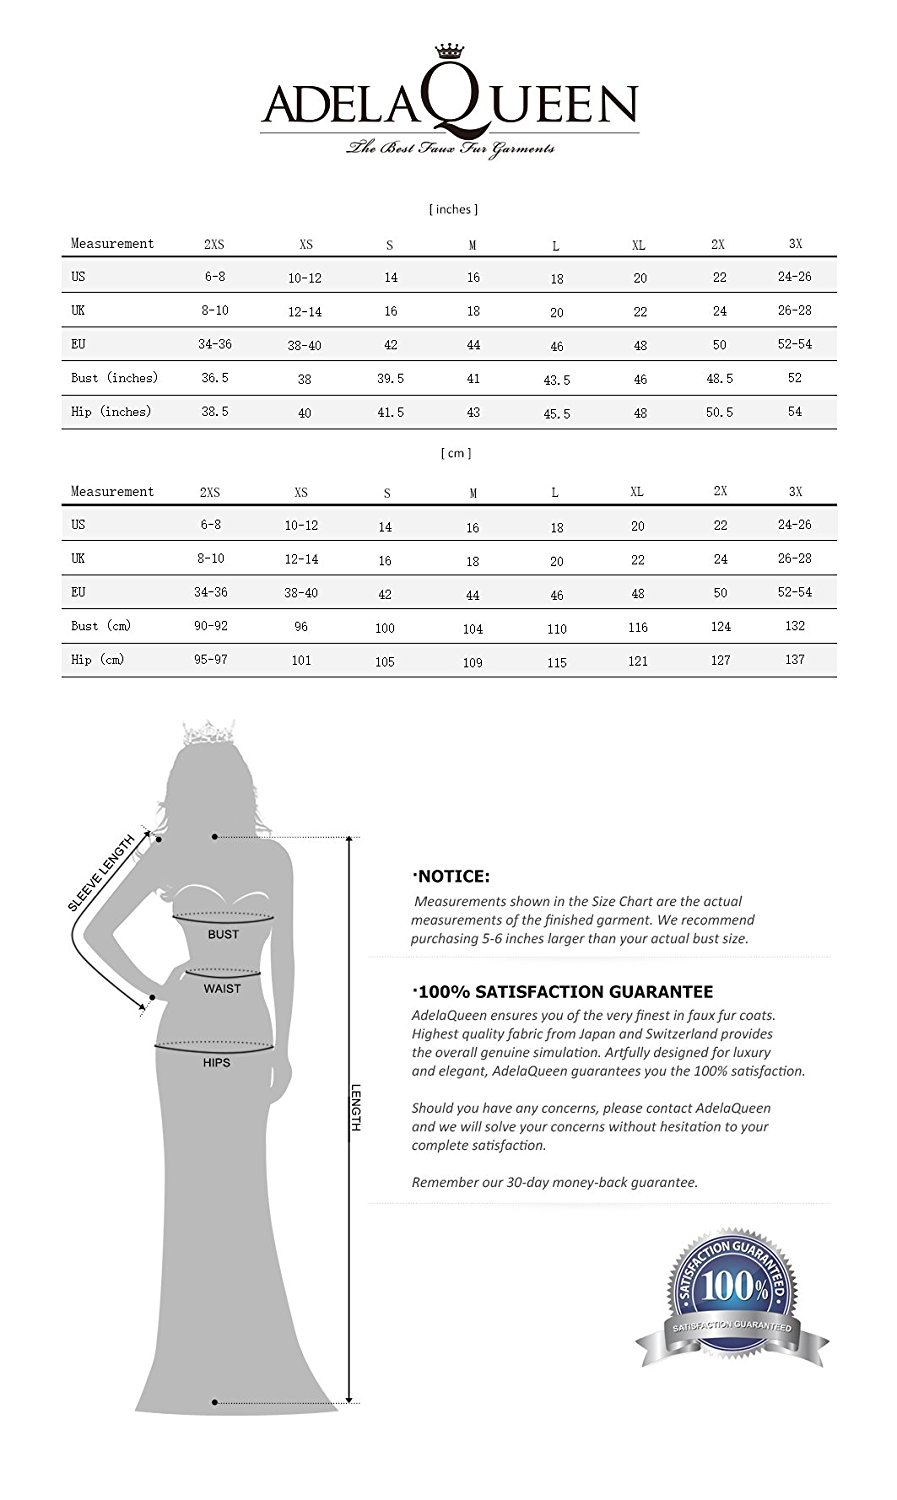 ADELAQUEEN
The Best Faux Fur Garments
[ inches ]
Measurement 2XS XS S M L XL 2X 3X
US 6-8 10-12 14 16 18 20 22 24-26
UK 8-10 12-14 16 18 20 22 24 26-28
EU 34-36 38-40 42 44 46 48 50 52-54
Bust (inches) 36.5 38 39.5 41 43.5 46 48.5 52
Hip (inches) 38.5 40 41.5 43 45.5 48 50.5 54
[ cm ]
Measurement 2XS XS S M L XL 2X 3X
US 6-8 10-12 14 16 18 20 22 24-26
UK 8-10 12-14 16 18 20 22 24 26-28
EU 34-36 38-40 42 44 46 48 50 52-54
Bust (cm) 90-92 96 100 104 110 116 124 132
Hip (cm) 95-97 101 105 109 115 121 127 137
SLEEVE LENGTH
BUST
WAIST
HIPS
LENGTH
·NOTICE:
Measurements shown in the Size Chart are the actual
measurements of the finished garment. We recommend
purchasing 5-6 inches larger than your actual bust size.
·100% SATISFACTION GUARANTEE
AdelaQueen ensures you of the very finest in faux fur coats.
Highest quality fabric from Japan and Switzerland provides
the overall genuine simulation. Artfully designed for luxury
and elegant, AdelaQueen guarantees you the 100% satisfaction.
Should you have any concerns, please contact AdelaQueen
and we will solve your concerns without hesitation to your
complete satisfaction.
Remember our 30-day money-back guarantee.
SATISFACTION GUARANTEED
100%
SATISFACTION GUARANTEED